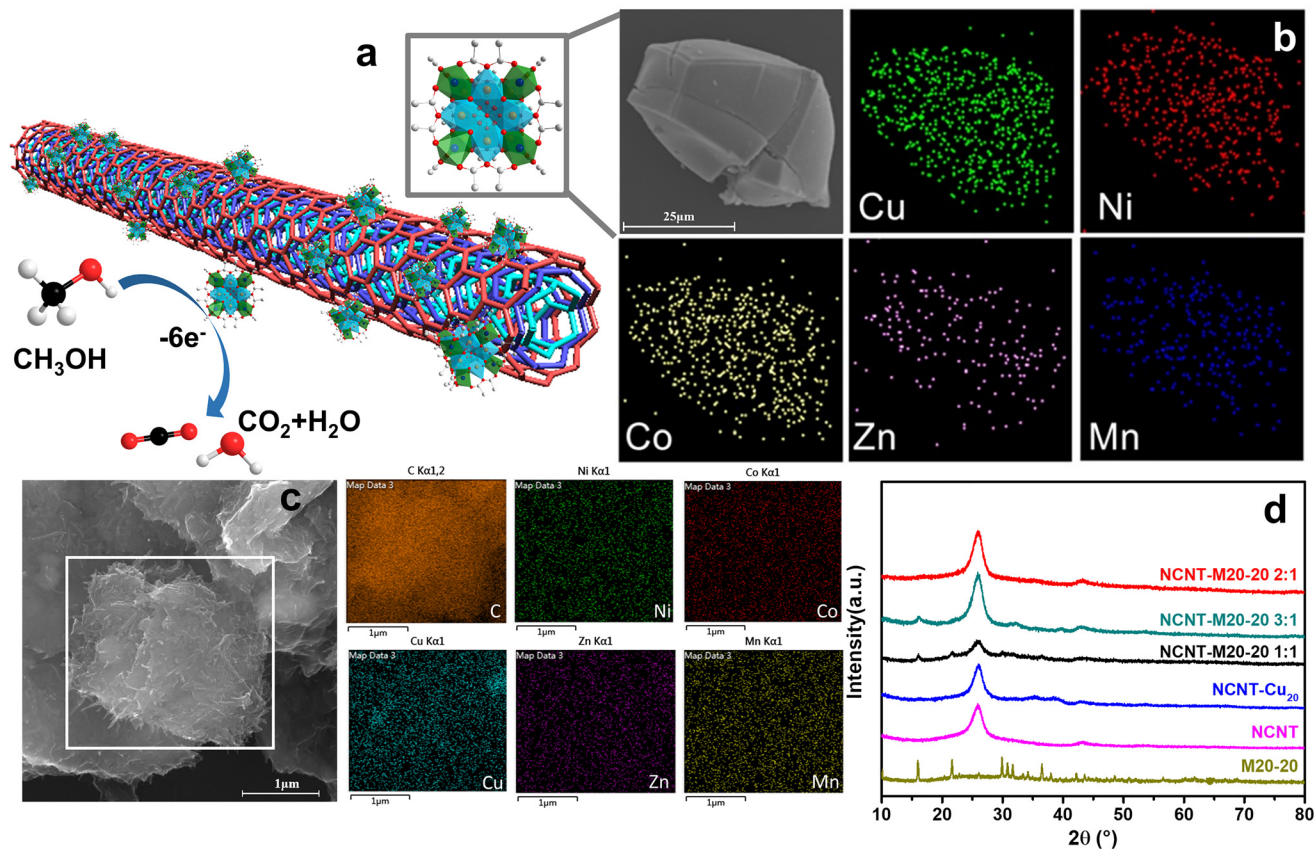 a
CH₃OH
-6e⁻
CO₂+H₂O
b
25μm
Cu
Ni
Co
Zn
Mn
c
1μm
C Kα1,2
Map Data 3
C
1μm
Ni Kα1
Map Data 3
Ni
1μm
Co Kα1
Map Data 3
Co
1μm
Cu Kα1
Map Data 3
Cu
1μm
Zn Kα1
Map Data 3
Zn
1μm
Mn Kα1
Map Data 3
Mn
1μm
d
Intensity(a.u.)
NCNT-M20-20 2:1
NCNT-M20-20 3:1
NCNT-M20-20 1:1
NCNT-Cu₂₀
NCNT
M20-20
10 20 30 40 50 60 70 80
2θ (°)